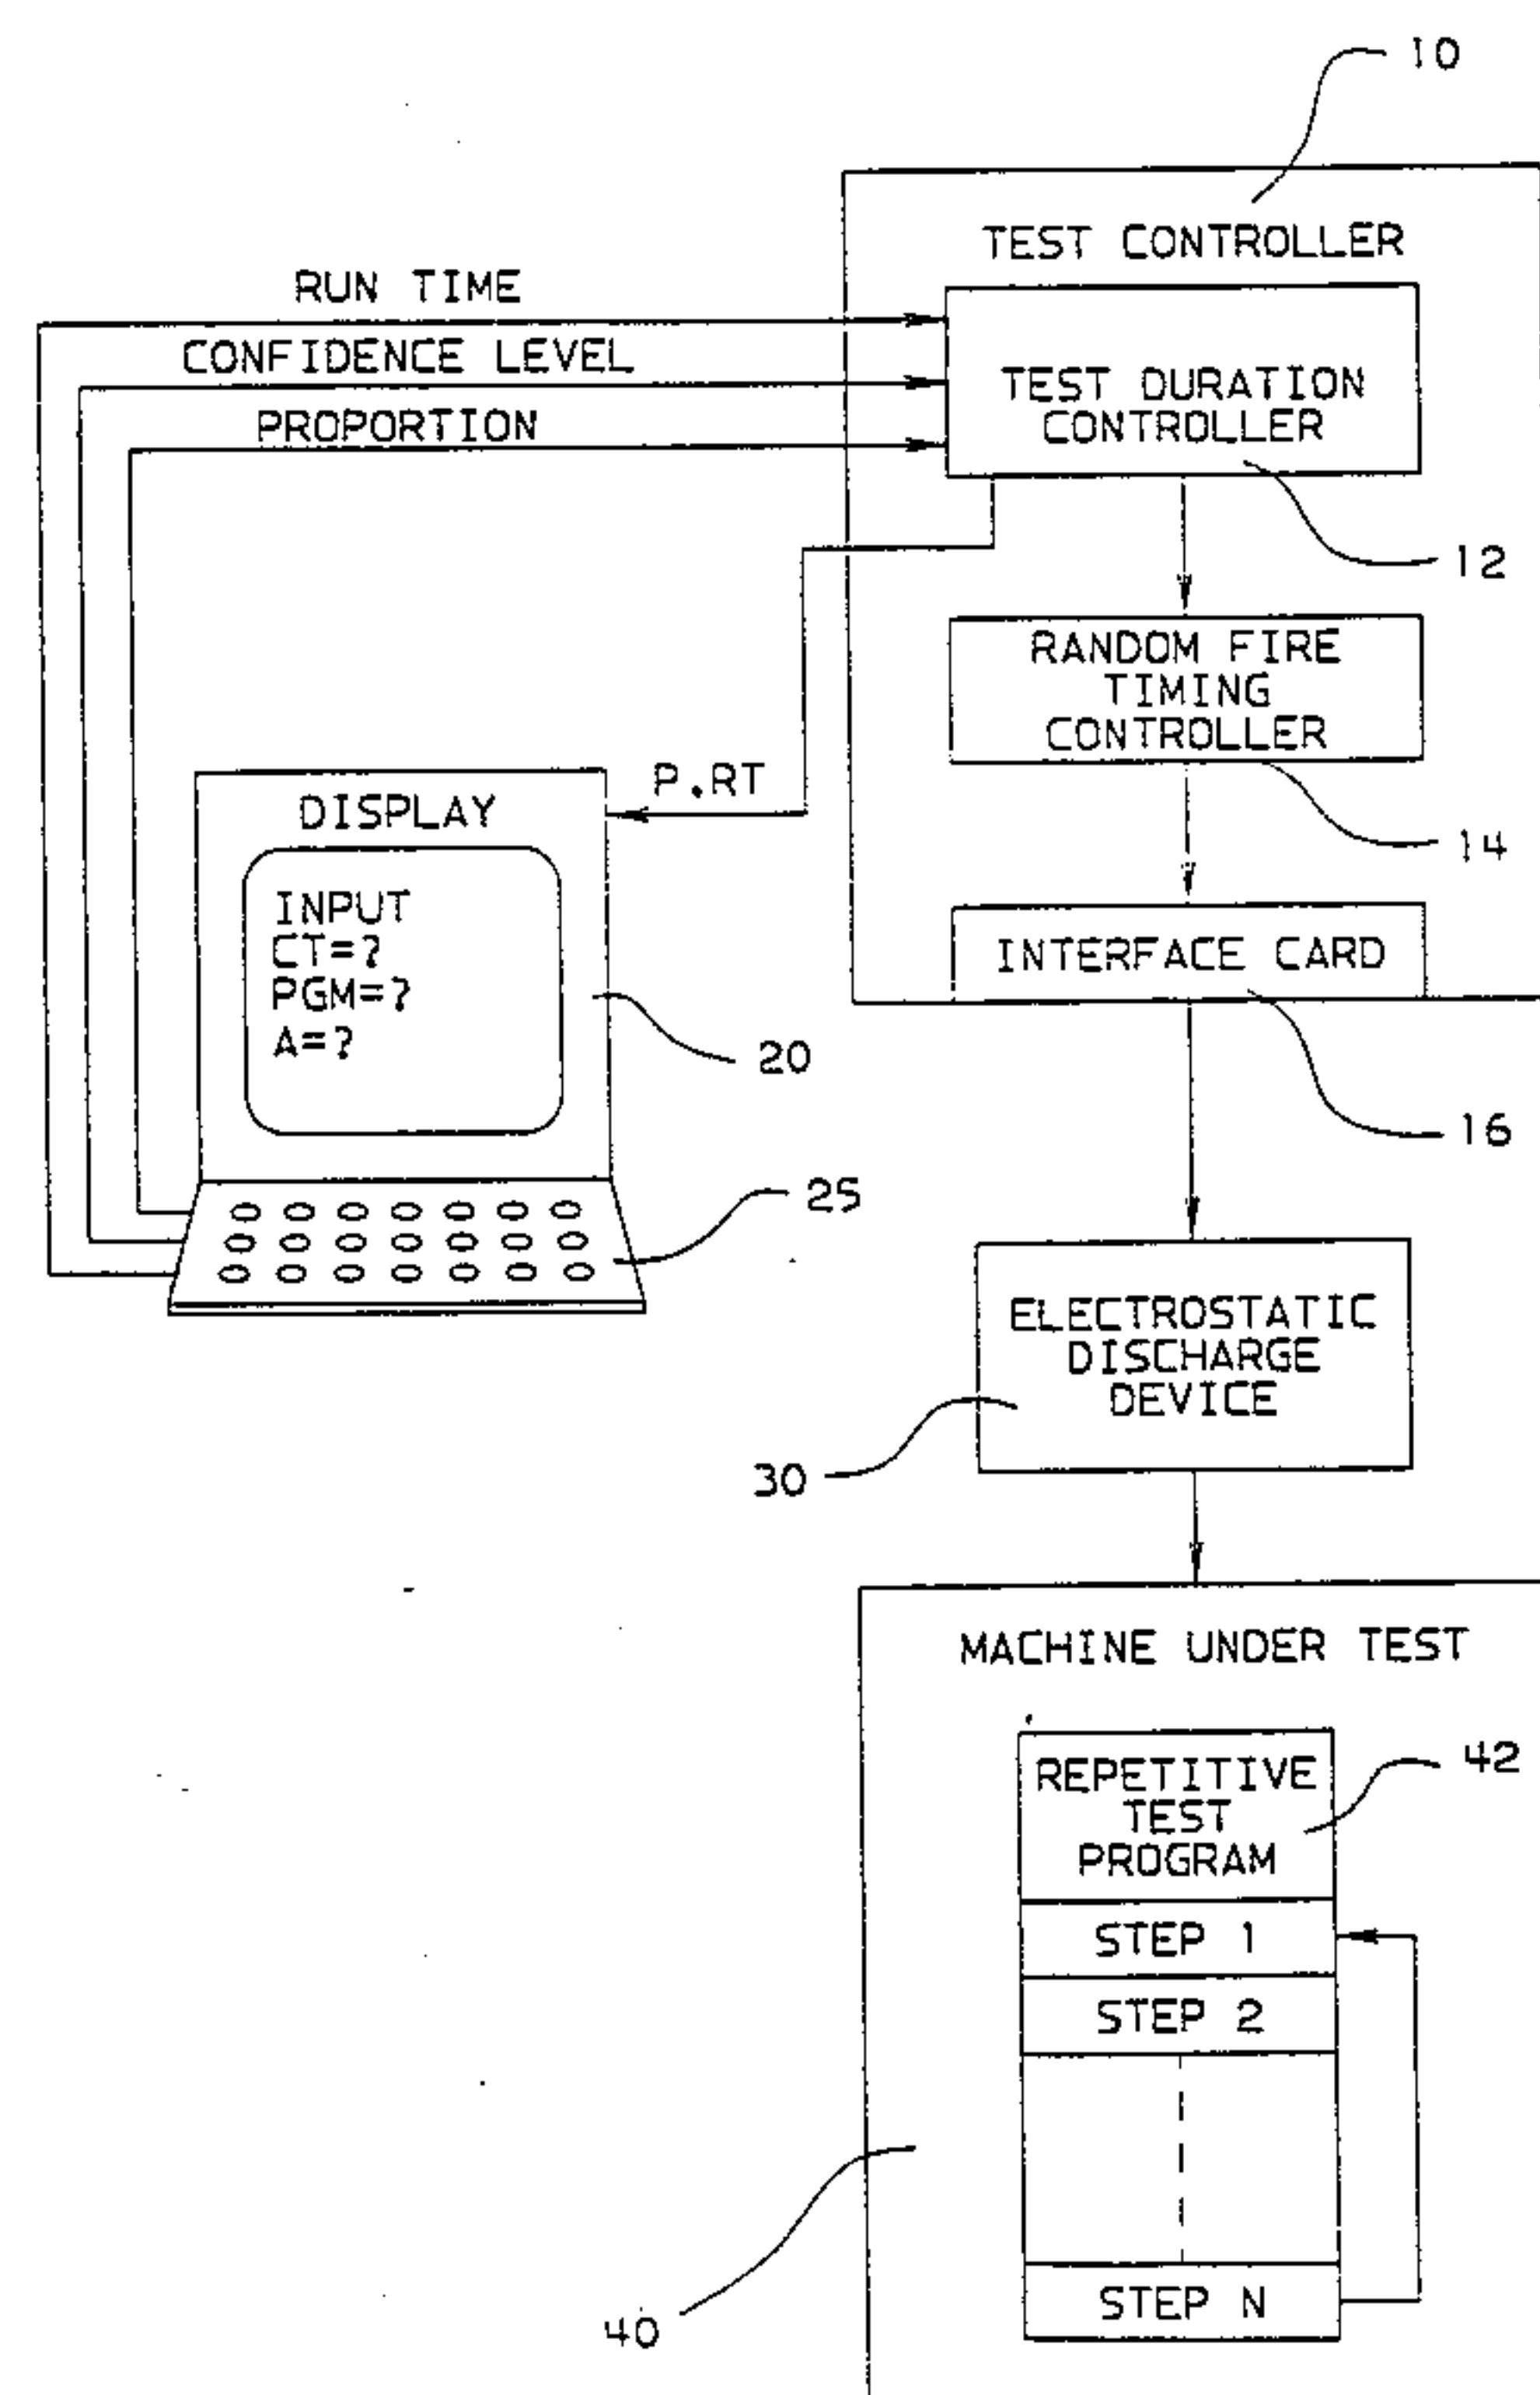 10
TEST CONTROLLER
RUN TIME
CONFIDENCE LEVEL
PROPORTION
TEST DURATION
CONTROLLER
12
RANDOM FIRE
TIMING
CONTROLLER
14
P.RT
DISPLAY
INPUT
CT=?
PGM=?
A=?
20
INTERFACE CARD
16
25
ELECTROSTATIC
DISCHARGE
DEVICE
30
MACHINE UNDER TEST
REPETITIVE
TEST
PROGRAM
42
STEP 1
STEP 2
STEP N
40